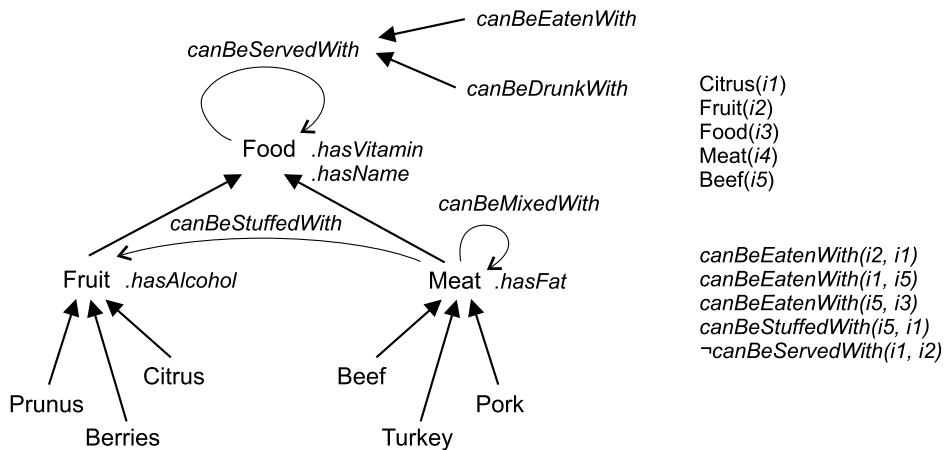 canBeEatenWith
canBeServedWith
canBeDrunkWith
Food .hasVitamin
.hasName
canBeStuffedWith
canBeMixedWith
Fruit .hasAlcohol
Meat .hasFat
Citrus
Beef
Prunus
Pork
Berries
Turkey
Citrus(i1)
Fruit(i2)
Food(i3)
Meat(i4)
Beef(i5)
canBeEatenWith(i2, i1)
canBeEatenWith(i1, i5)
canBeEatenWith(i5, i3)
canBeStuffedWith(i5, i1)
¬canBeServedWith(i1, i2)